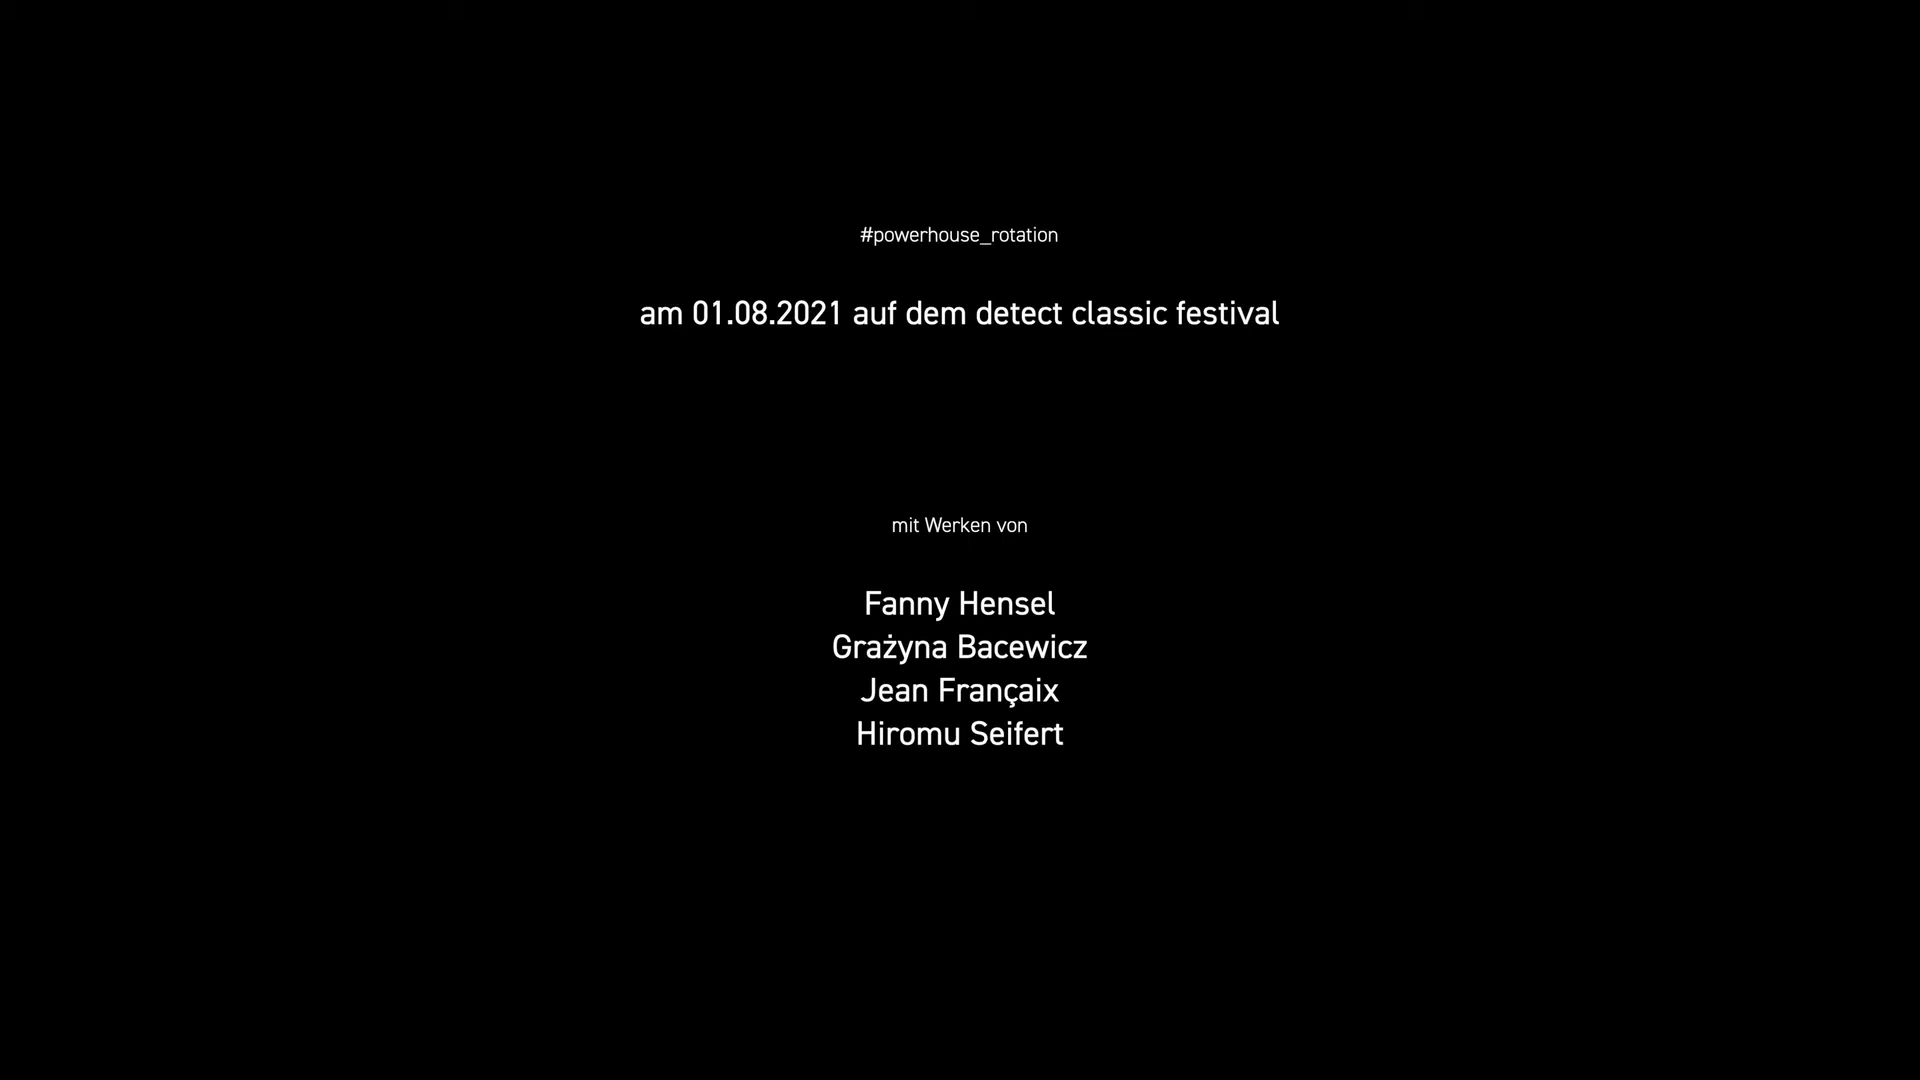 #powerhouse_rotation
am 01.08.2021 auf dem detect classic festival
mit Werken von
Fanny Hensel
Grażyna Bacewicz
Jean Françaix
Hiromu Seifert